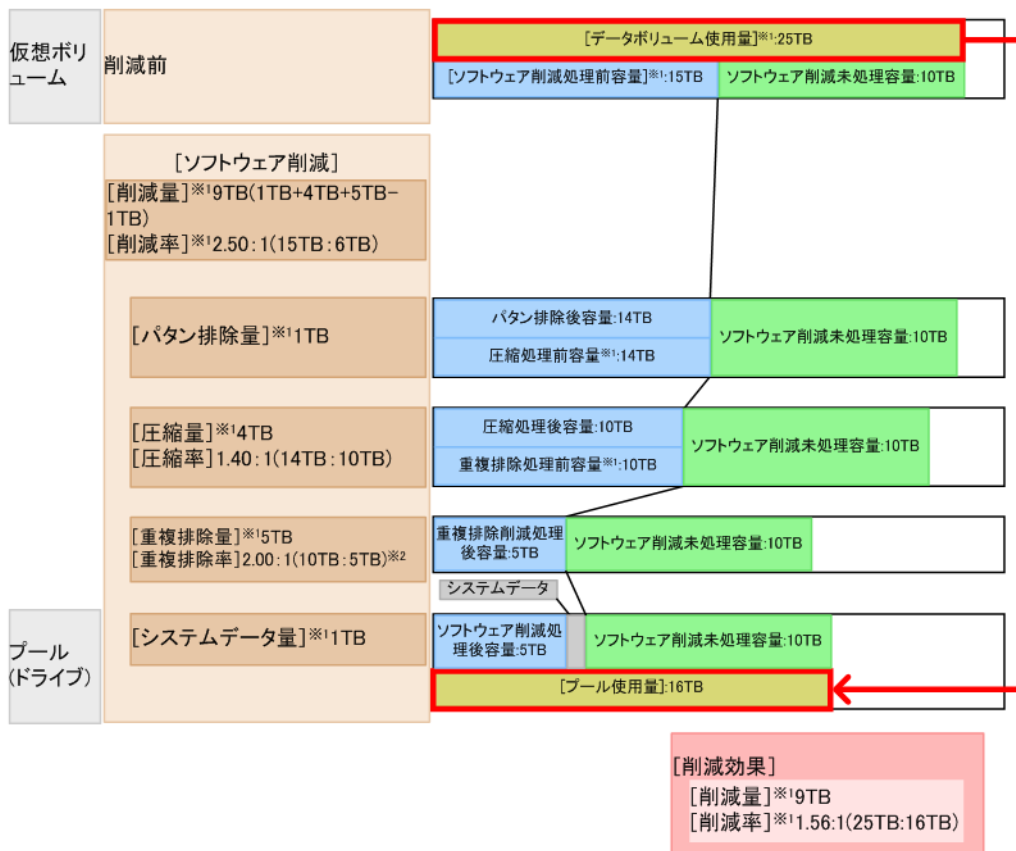 仮想ボリ
ューム
削減前
[データボリューム使用量]※1:25TB
[ソフトウェア削減処理前容量]※1:15TB
ソフトウェア削減未処理容量:10TB
[ソフトウェア削減]
[削減量]※19TB(1TB+4TB+5TB-
1TB)
[削減率]※12.50:1(15TB:6TB)
[パタン排除量]※11TB
パタン排除後容量:14TB
圧縮処理前容量※1:14TB
ソフトウェア削減未処理容量:10TB
[圧縮量]※14TB
[圧縮率]1.40:1(14TB:10TB)
圧縮処理後容量:10TB
重複排除処理前容量※1:10TB
ソフトウェア削減未処理容量:10TB
[重複排除量]※15TB
[重複排除率]2.00:1(10TB:5TB)※2
重複排除削減処理
後容量:5TB
ソフトウェア削減未処理容量:10TB
システムデータ
プール
(ドライブ)
[システムデータ量]※11TB
ソフトウェア削減処
理後容量:5TB
ソフトウェア削減未処理容量:10TB
[プール使用量]:16TB
[削減効果]
[削減量]※19TB
[削減率]※11.56:1(25TB:16TB)